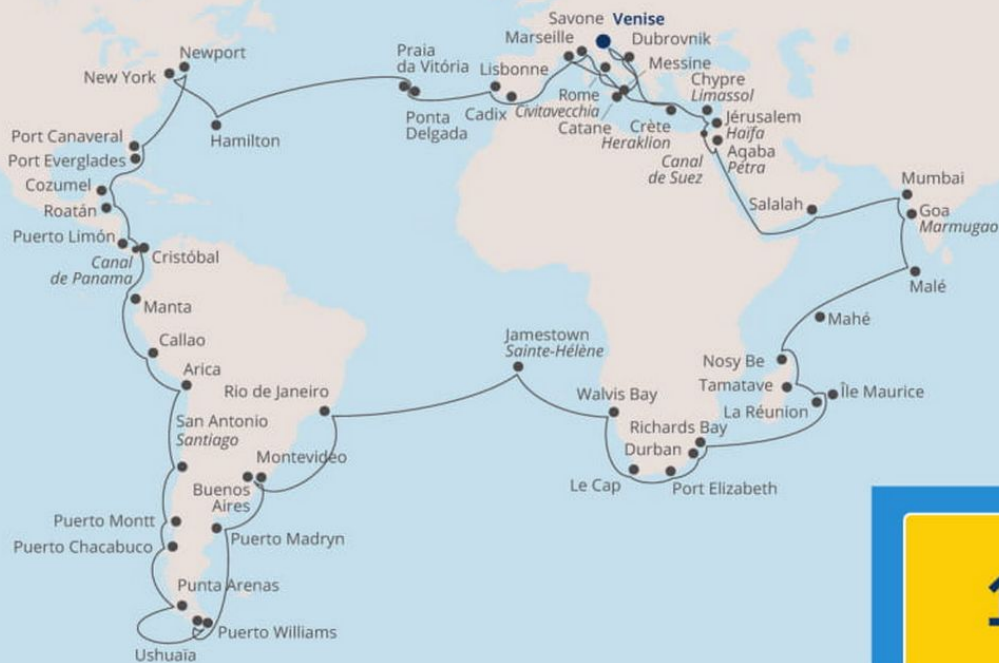 Savone
Venise
Marseille
Dubrovnik
Newport
Praia
da Vitória
Lisbonne
Messine
New York
Chypre
Limassol
Rome
Civitavecchia
Cadix
Ponta
Delgada
Catane
Crète
Heraklion
Jérusalem
Haïfa
Port Canaveral
Hamilton
Aqaba
Pétra
Port Everglades
Canal
de Suez
Mumbai
Cozumel
Salalah
Goa
Marmugao
Roatán
Puerto Limón
Cristóbal
Canal
de Panama
Malé
Manta
Mahé
Callao
Jamestown
Sainte-Hélène
Nosy Be
Arica
Tamatave
Île Maurice
Rio de Janeiro
Walvis Bay
La Réunion
San Antonio
Santiago
Richards Bay
Montevideo
Durban
Le Cap
Port Elizabeth
Buenos
Aires
Puerto Montt
Puerto Madryn
Puerto Chacabuco
Punta Arenas
Puerto Williams
Ushuaïa